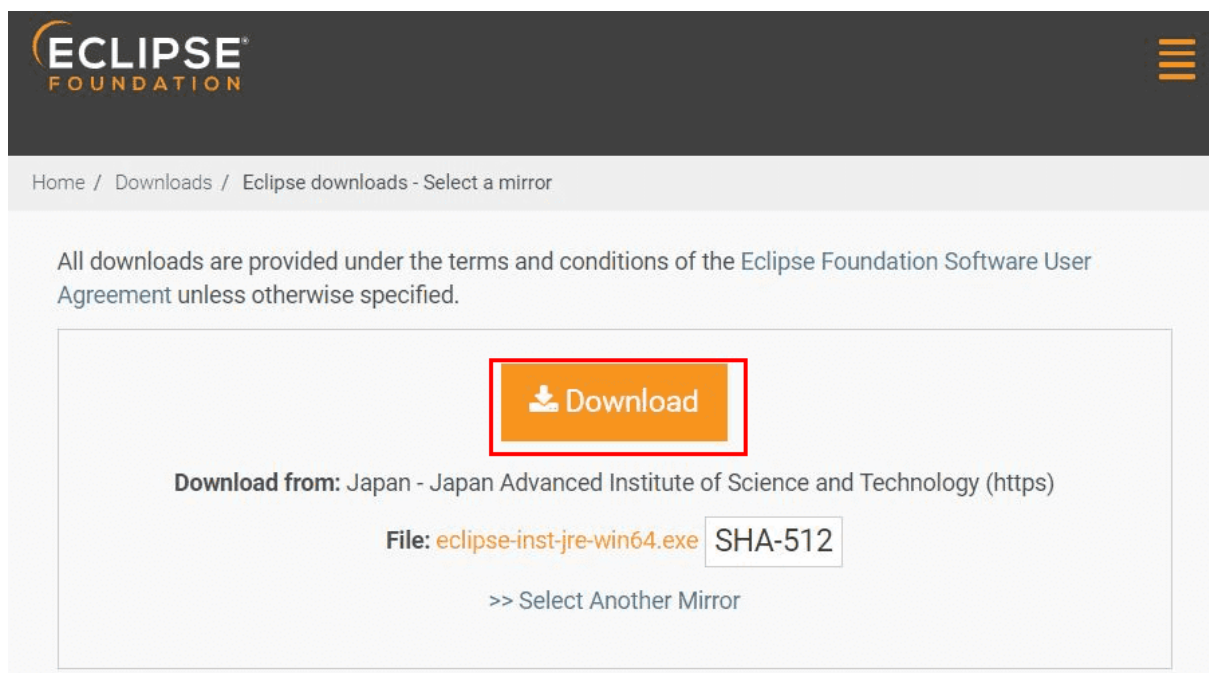 ECLIPSE®
FOUNDATION
Home / Downloads / Eclipse downloads - Select a mirror
All downloads are provided under the terms and conditions of the Eclipse Foundation Software User
Agreement unless otherwise specified.
Download
Download from: Japan - Japan Advanced Institute of Science and Technology (https)
File: eclipse-inst-jre-win64.exe SHA-512
>> Select Another Mirror